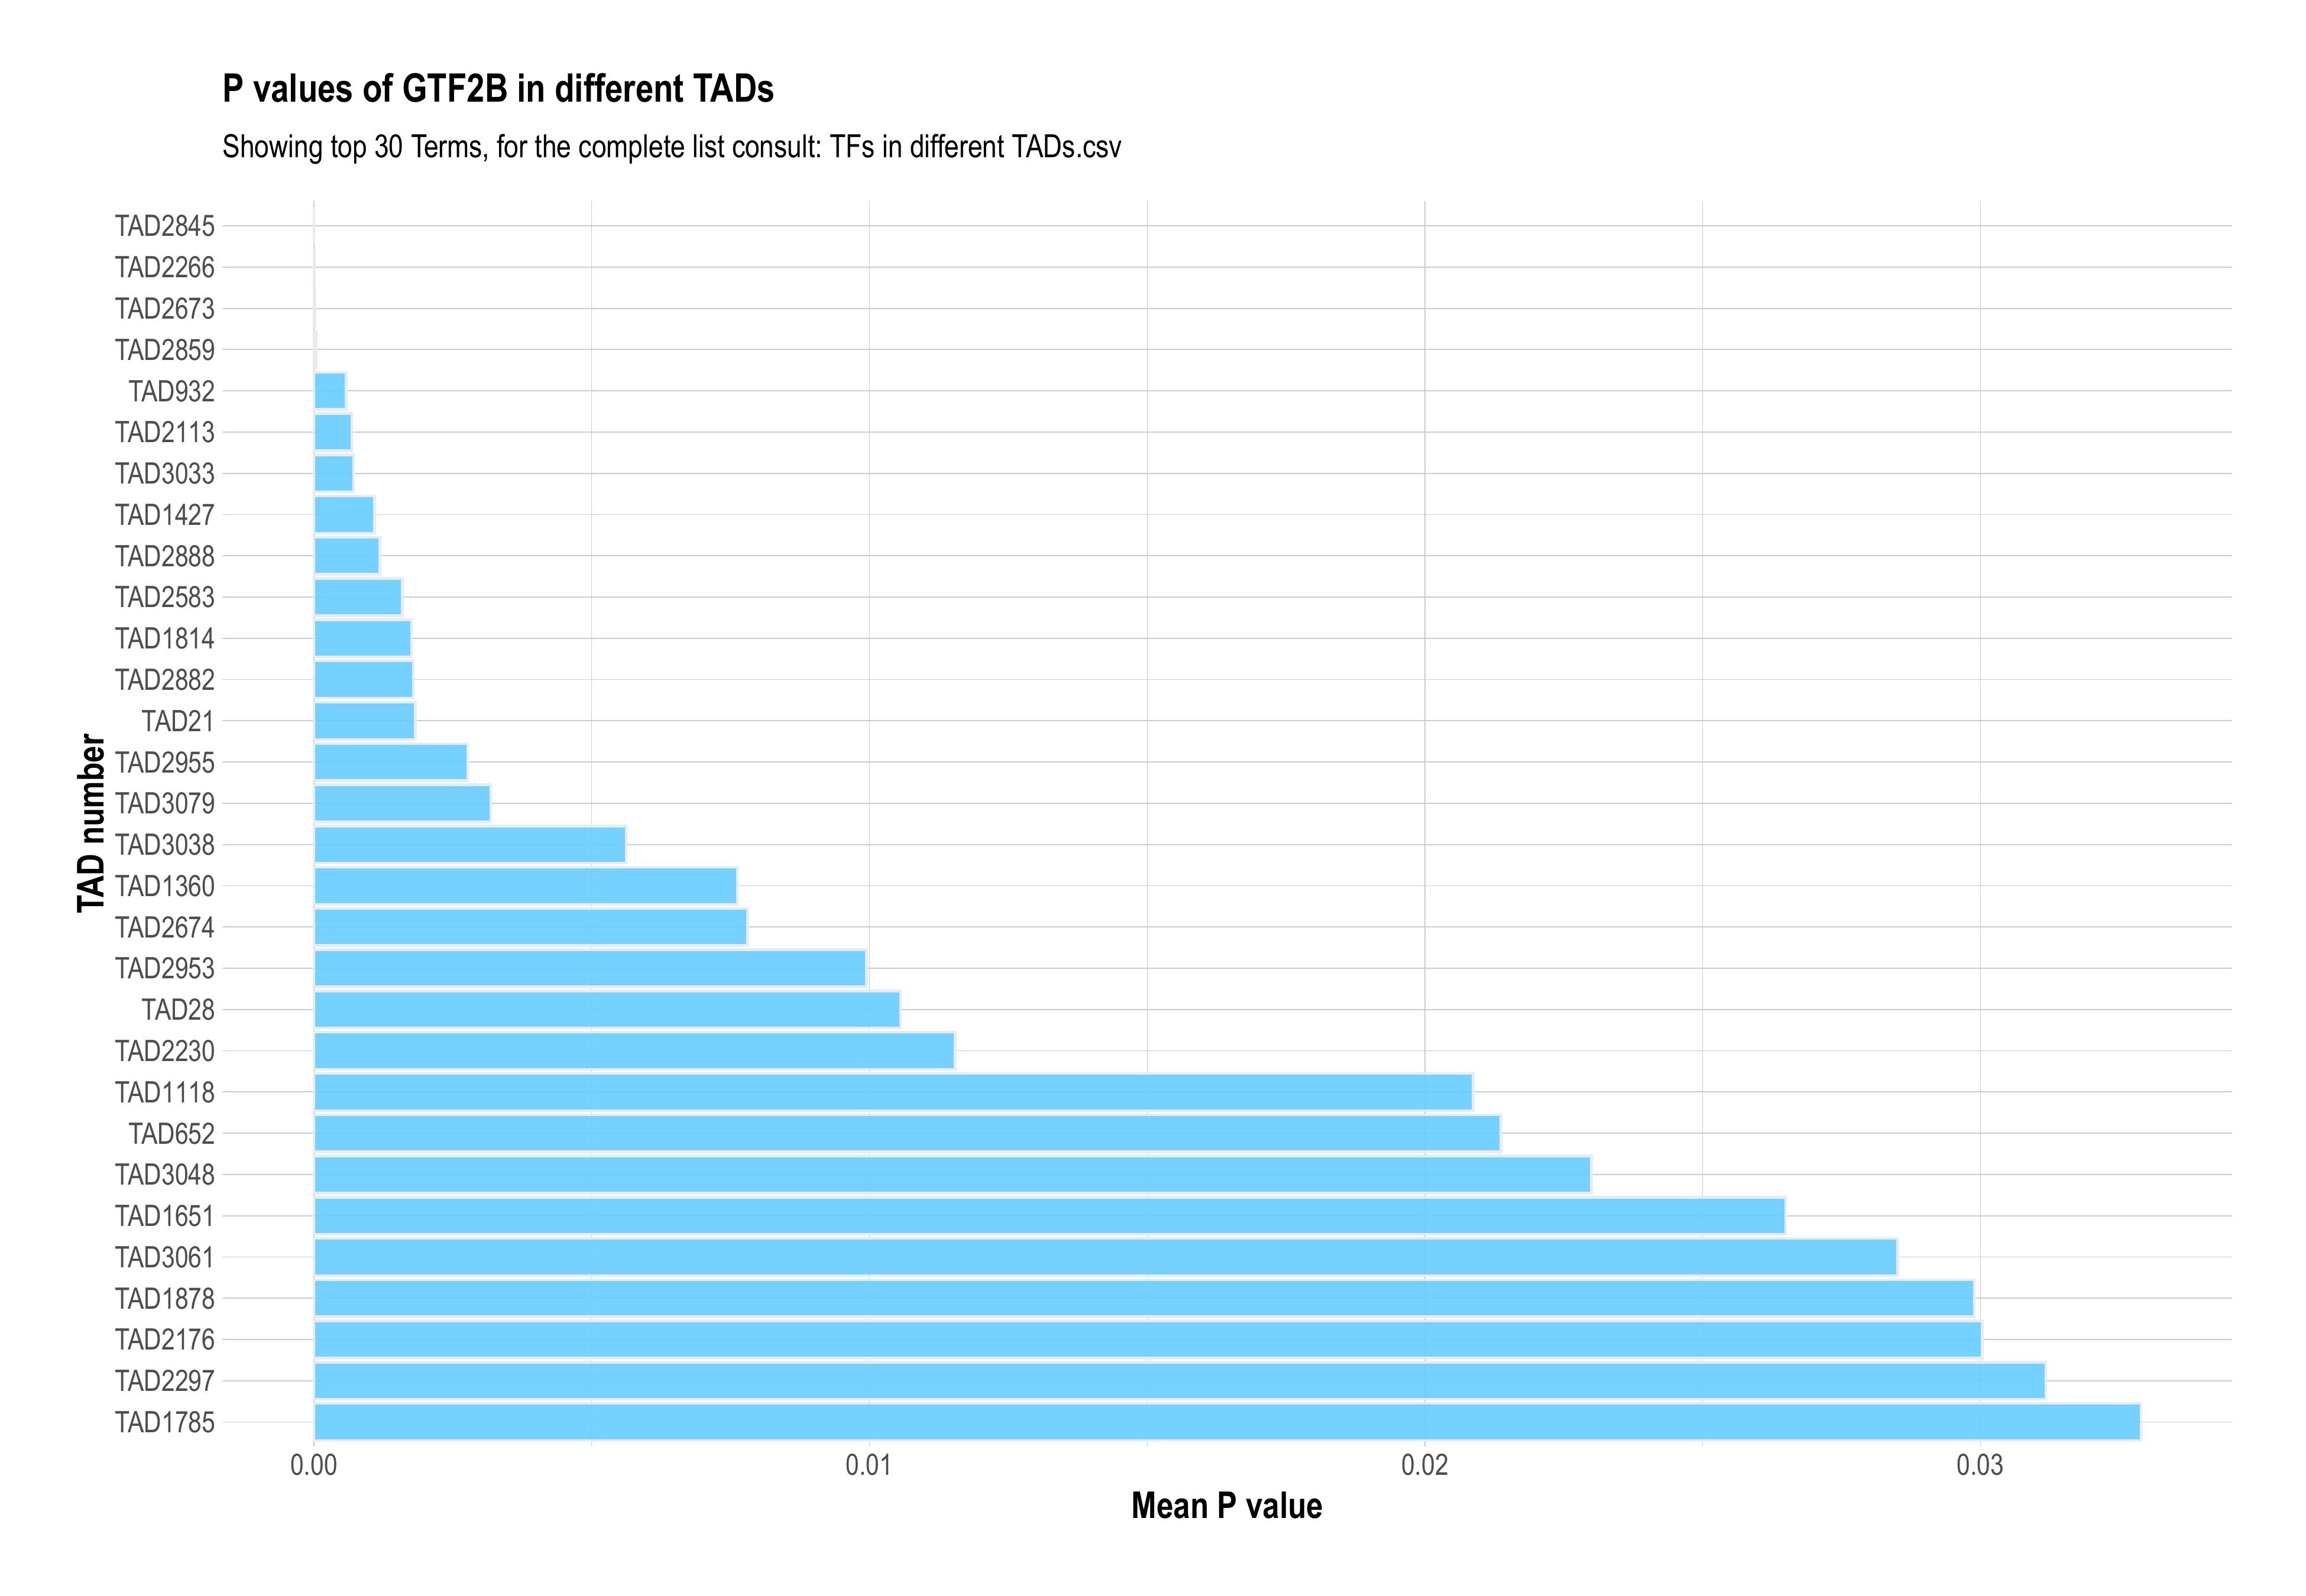 P values of GTF2B in different TADs
Showing top 30 Terms, for the complete list consult: TFs in different TADs.csv
TAD number
TAD2845
TAD2266
TAD2673
TAD2859
TAD932
TAD2113
TAD3033
TAD1427
TAD2888
TAD2583
TAD1814
TAD2882
TAD21
TAD2955
TAD3079
TAD3038
TAD1360
TAD2674
TAD2953
TAD28
TAD2230
TAD1118
TAD652
TAD3048
TAD1651
TAD3061
TAD1878
TAD2176
TAD2297
TAD1785
0.00 0.01 0.02 0.03
Mean P value